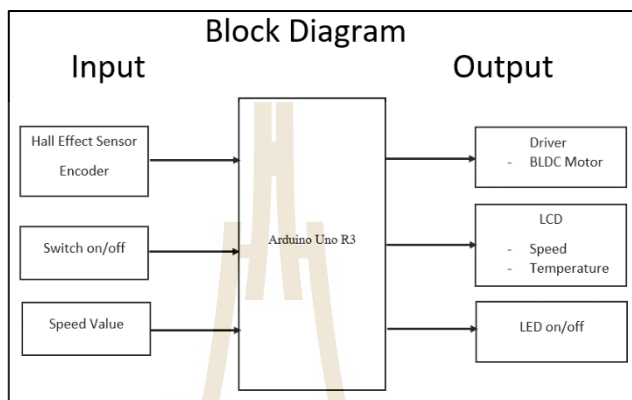 Block Diagram
Input
Output
Hall Effect Sensor
Encoder
Switch on/off
Speed Value
Arduino Uno R3
Driver
- BLDC Motor
LCD
- Speed
- Temperature
LED on/off